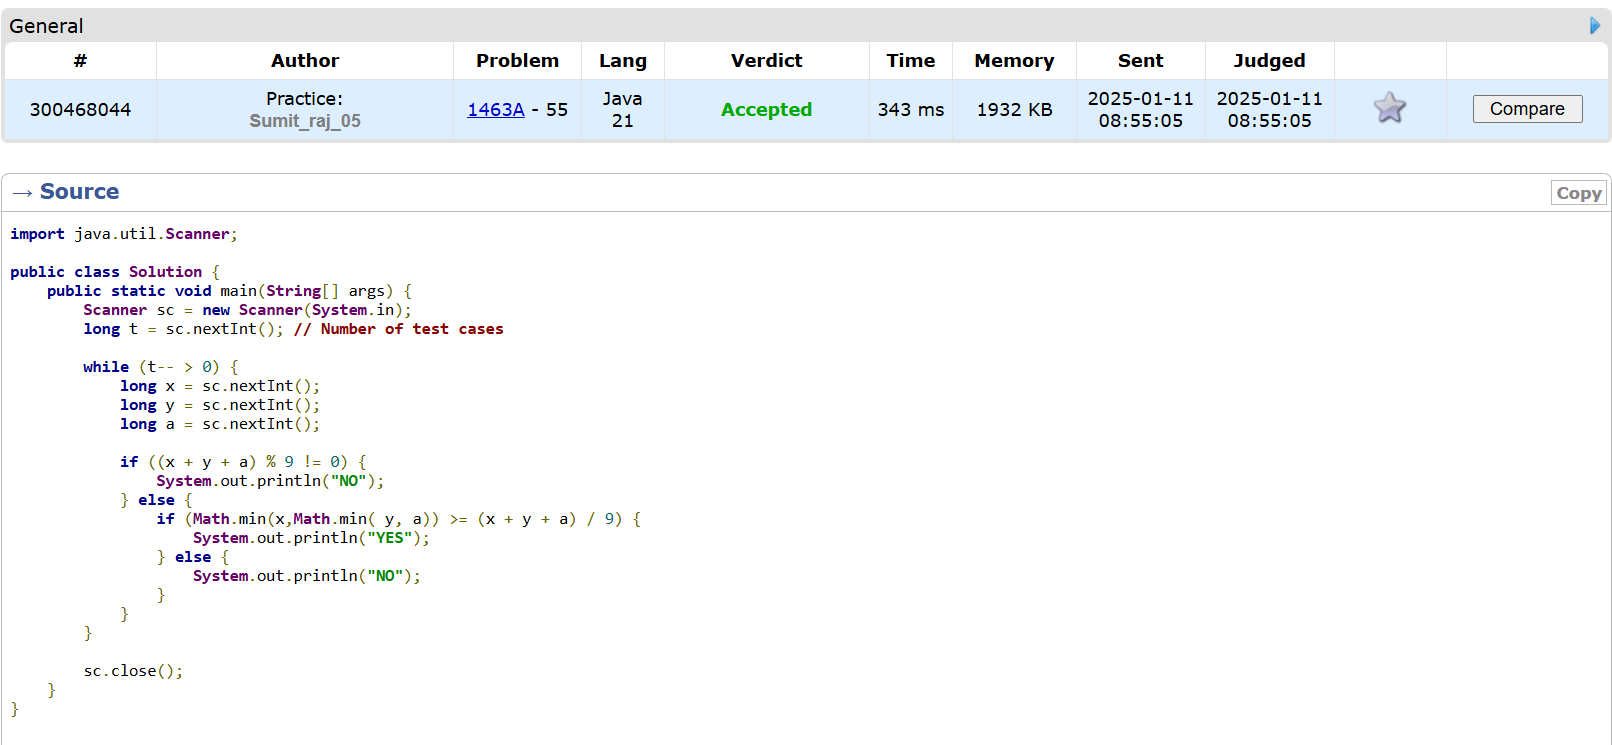 General
# Author Problem Lang Verdict Time Memory Sent Judged
300468044 Practice: Sumit_raj_05 1463A - 55 Java 21 Accepted 343 ms 1932 KB 2025-01-11 08:55:05 2025-01-11 08:55:05 Compare
→ Source Copy
import java.util.Scanner;

public class Solution {
    public static void main(String[] args) {
        Scanner sc = new Scanner(System.in);
        long t = sc.nextInt(); // Number of test cases

        while (t-- > 0) {
            long x = sc.nextInt();
            long y = sc.nextInt();
            long a = sc.nextInt();

            if ((x + y + a) % 9 != 0) {
                System.out.println("NO");
            } else {
                if (Math.min(x,Math.min( y, a)) >= (x + y + a) / 9) {
                    System.out.println("YES");
                } else {
                    System.out.println("NO");
                }
            }
        }

        sc.close();
    }
}